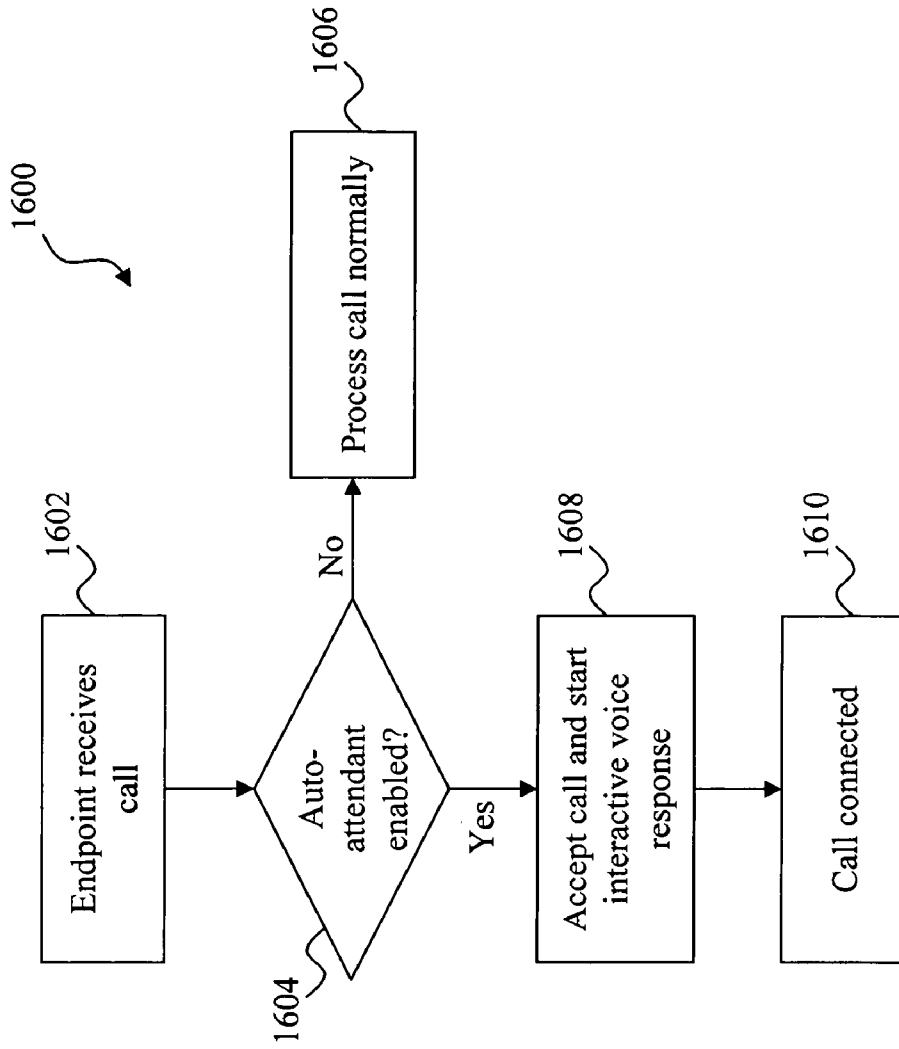 1600
Endpoint receives
call
1602
Auto-
attendant
enabled?
1604
No
Process call normally
1606
Yes
Accept call and start
interactive voice
response
1608
Call connected
1610